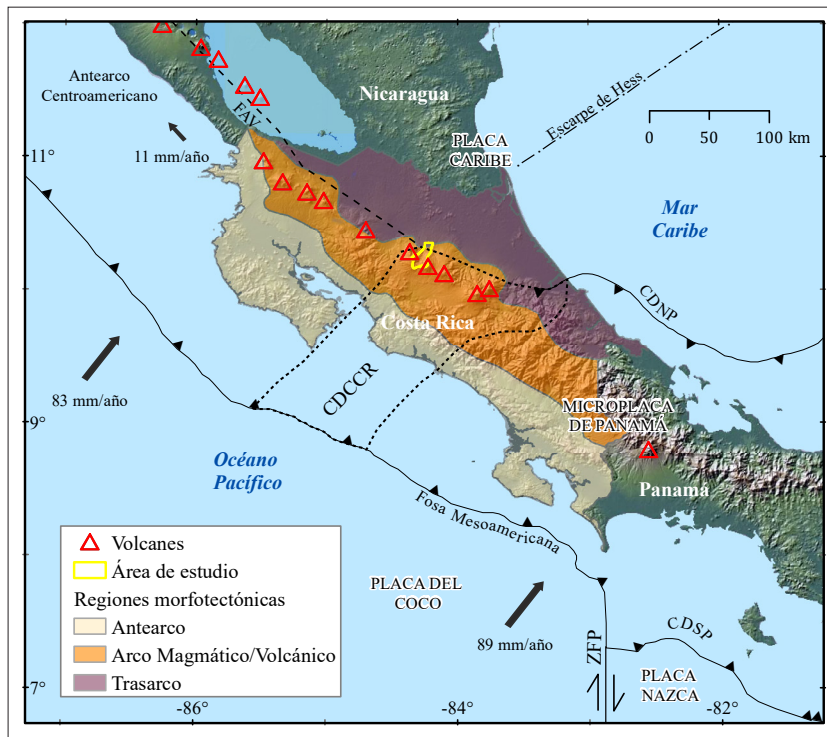 Antearco
Centroamericano
FAV
Nicaragua
Escarpe de Hess
PLACA
CARIBE
0 50 100 km
11°
11 mm/año
Mar
Caribe
CDNP
Costa Rica
CDCCR
83 mm/año
9°
MICROPLACA
DE PANAMÁ
Océano
Pacífico
Panama
Fosa Mesoamericana
PLACA DEL
COCO
89 mm/año
ZFP
CDSP
PLACA
NAZCA
Volcanes
Área de estudio
Regiones morfotectónicas
Antearco
Arco Magmático/Volcánico
Trasarco
7°
-86° -84° -82°